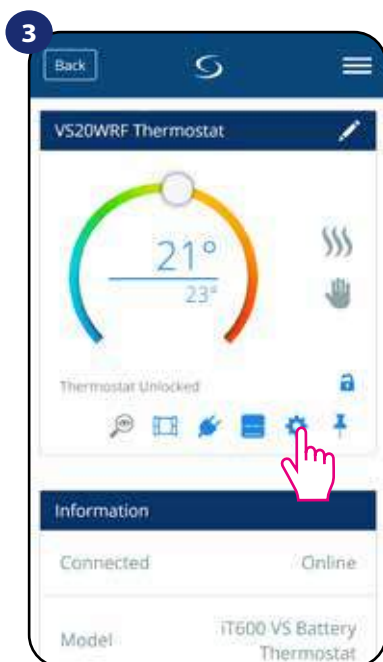 3
Back
VS20WRF Thermostat
21°
23°
Thermostat Unlocked
Information
Connected Online
Model iT600 VS Battery
Thermostat